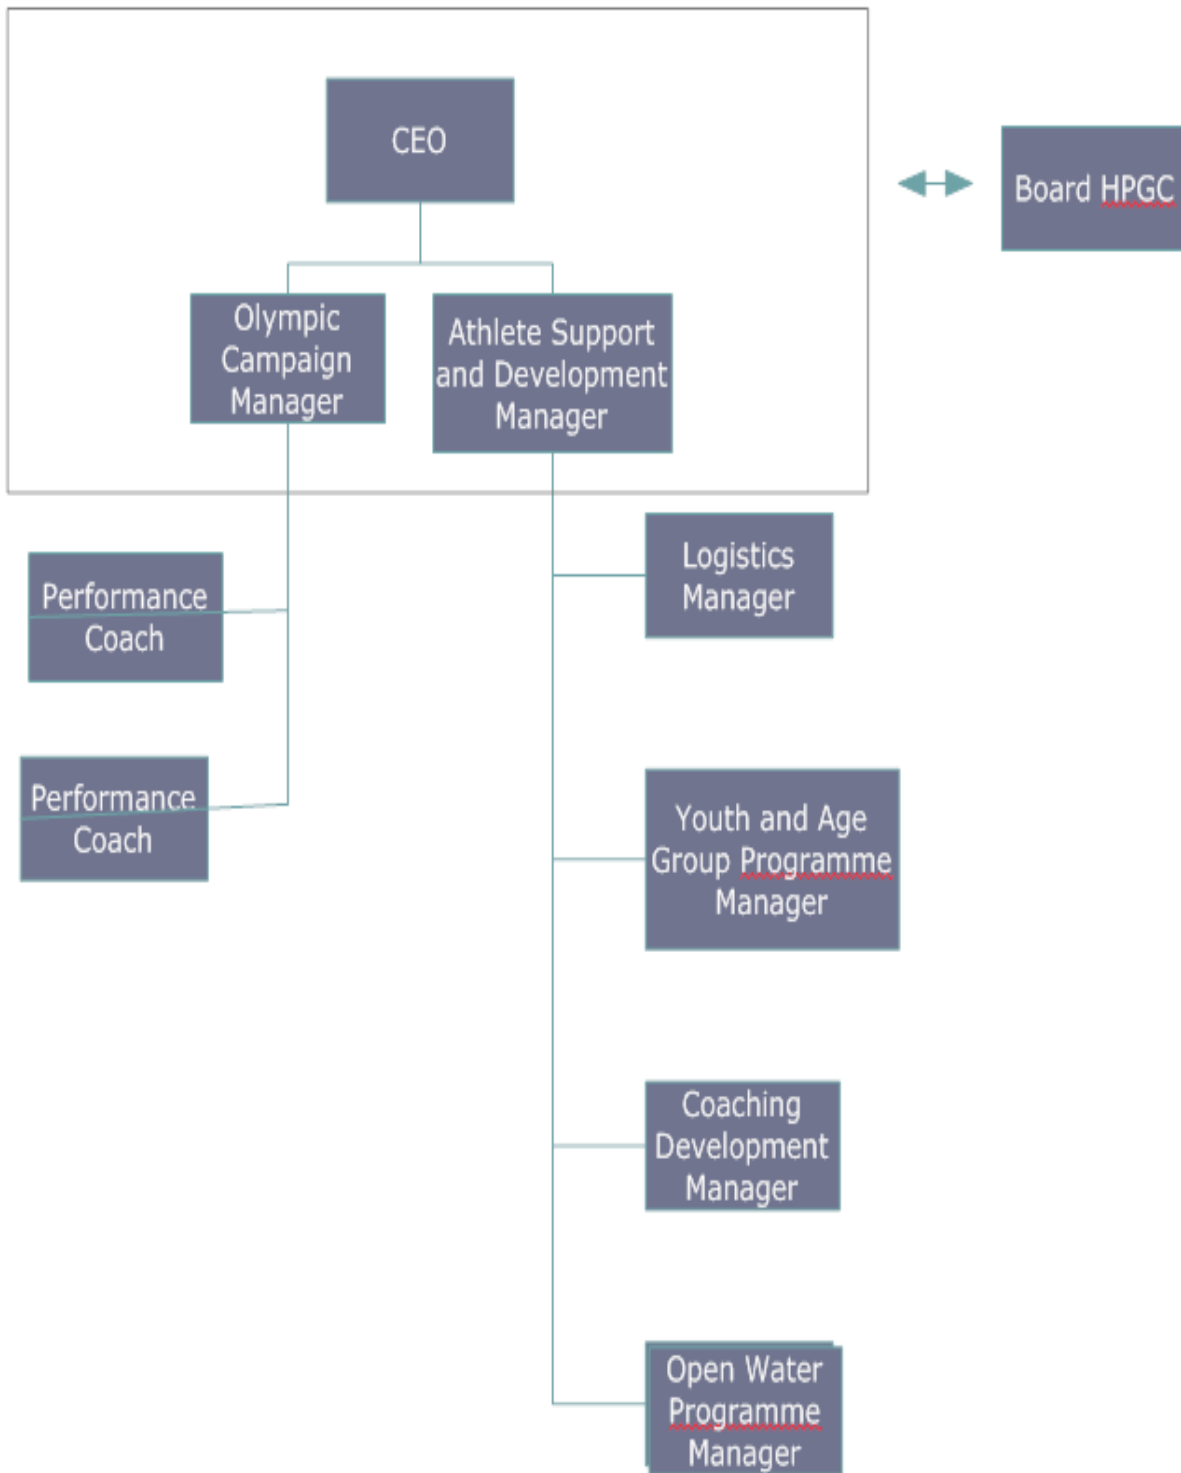 CEO
Board HPGC
Olympic
Campaign
Manager
Athlete Support
and Development
Manager
Performance
Coach
Logistics
Manager
Performance
Coach
Youth and Age
Group Programme
Manager
Coaching
Development
Manager
Open Water
Programme
Manager